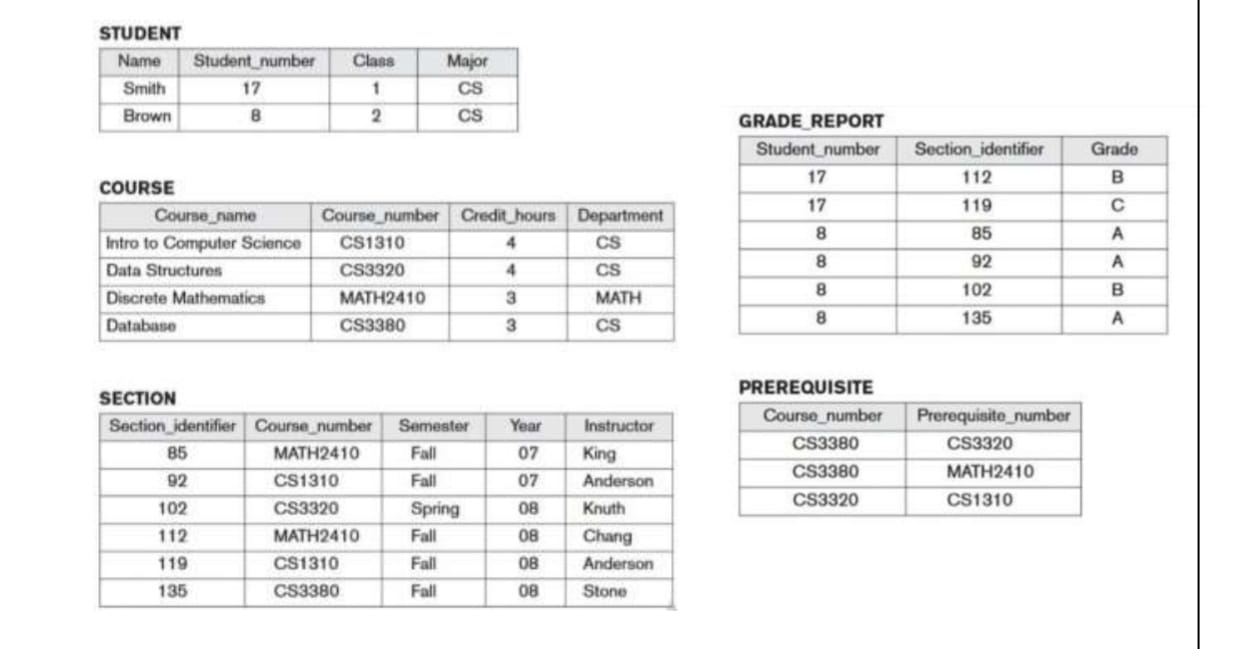 STUDENT
Name Student_number Class Major
Smith 17 1 CS
Brown 8 2 CS
COURSE
Course_name Course_number Credit_hours Department
Intro to Computer Science CS1310 4 CS
Data Structures CS3320 4 CS
Discrete Mathematics MATH2410 3 MATH
Database CS3380 3 CS
SECTION
Section_identifier Course_number Semester Year Instructor
85 MATH2410 Fall 07 King
92 CS1310 Fall 07 Anderson
102 CS3320 Spring 08 Knuth
112 MATH2410 Fall 08 Chang
119 CS1310 Fall 08 Anderson
135 CS3380 Fall 08 Stone
GRADE_REPORT
Student_number Section_identifier Grade
17 112 B
17 119 C
8 85 A
8 92 A
8 102 B
8 135 A
PREREQUISITE
Course_number Prerequisite_number
CS3380 CS3320
CS3380 MATH2410
CS3320 CS1310